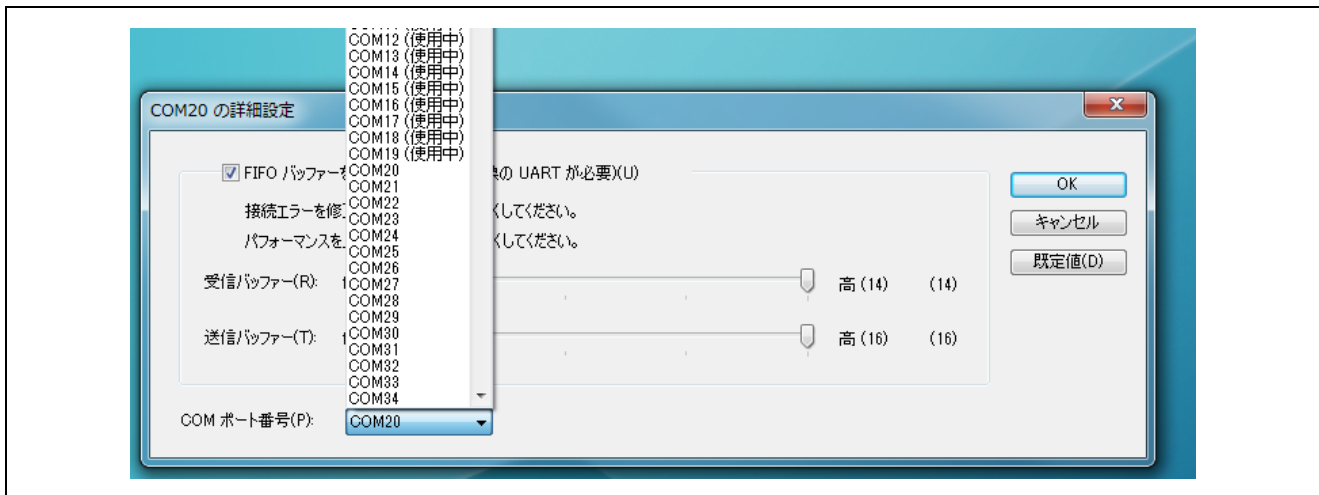 COM12 (使用中)
COM13 (使用中)
COM14 (使用中)
COM15 (使用中)
COM16 (使用中)
COM17 (使用中)
COM18 (使用中)
COM19 (使用中)
COM20
COM21
COM22
COM23
COM24
COM25
COM26
COM27
COM28
COM29
COM30
COM31
COM32
COM33
COM34
COM20 の詳細設定
FIFO バッファー
の UART が必要)(U)
接続エラーを修
くしてください。
パフォーマンスを
くしてください。
受信バッファー(R):
高 (14) (14)
送信バッファー(T):
高 (16) (16)
COM ポート番号(P): COM20
OK
キャンセル
既定値(D)